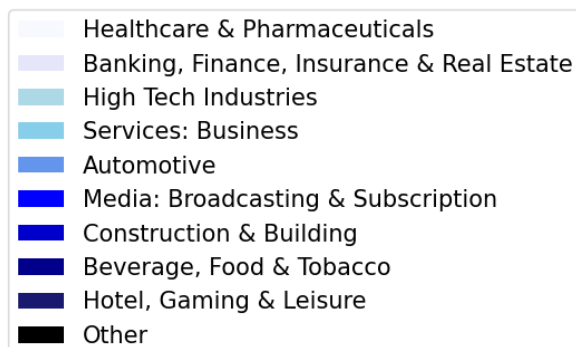 Healthcare & Pharmaceuticals
Banking, Finance, Insurance & Real Estate
High Tech Industries
Services: Business
Automotive
Media: Broadcasting & Subscription
Construction & Building
Beverage, Food & Tobacco
Hotel, Gaming & Leisure
Other